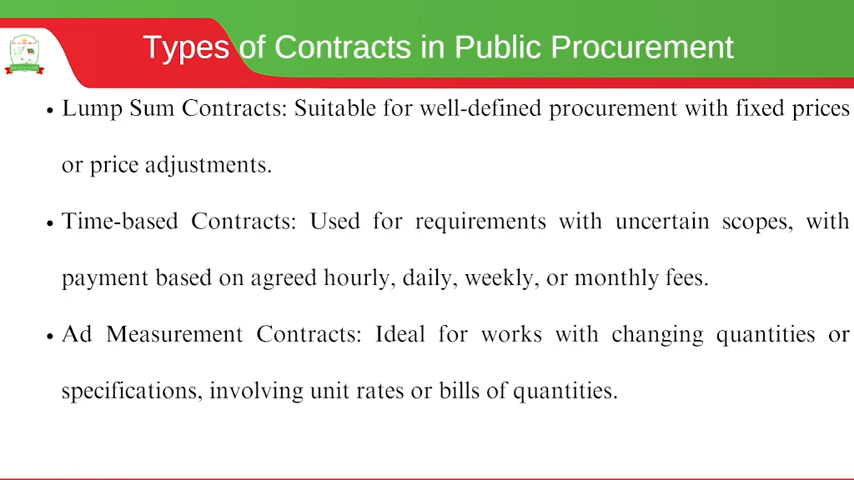 Types of Contracts in Public Procurement
• Lump Sum Contracts: Suitable for well-defined procurement with fixed prices
or price adjustments.
• Time-based Contracts: Used for requirements with uncertain scopes, with
payment based on agreed hourly, daily, weekly, or monthly fees.
• Ad Measurement Contracts: Ideal for works with changing quantities or
specifications, involving unit rates or bills of quantities.